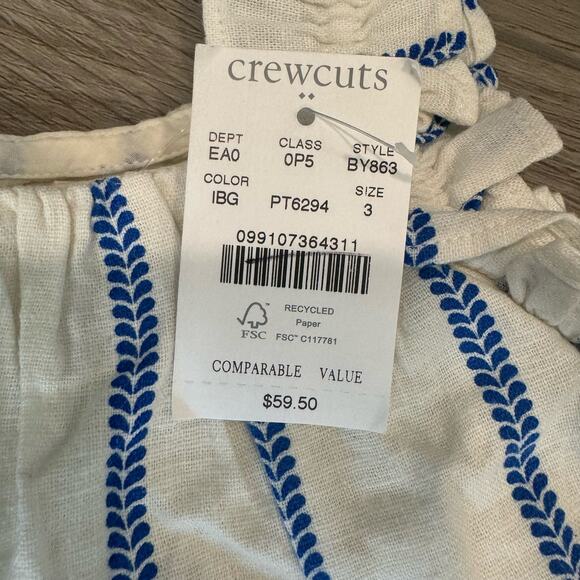 crewcuts
DEPT CLASS STYLE
EA0 0P5 BY863
COLOR SIZE
IBG PT6294 3
099107364311
FSC
RECYCLED
Paper
FSC™ C117781
COMPARABLE VALUE
$59.50